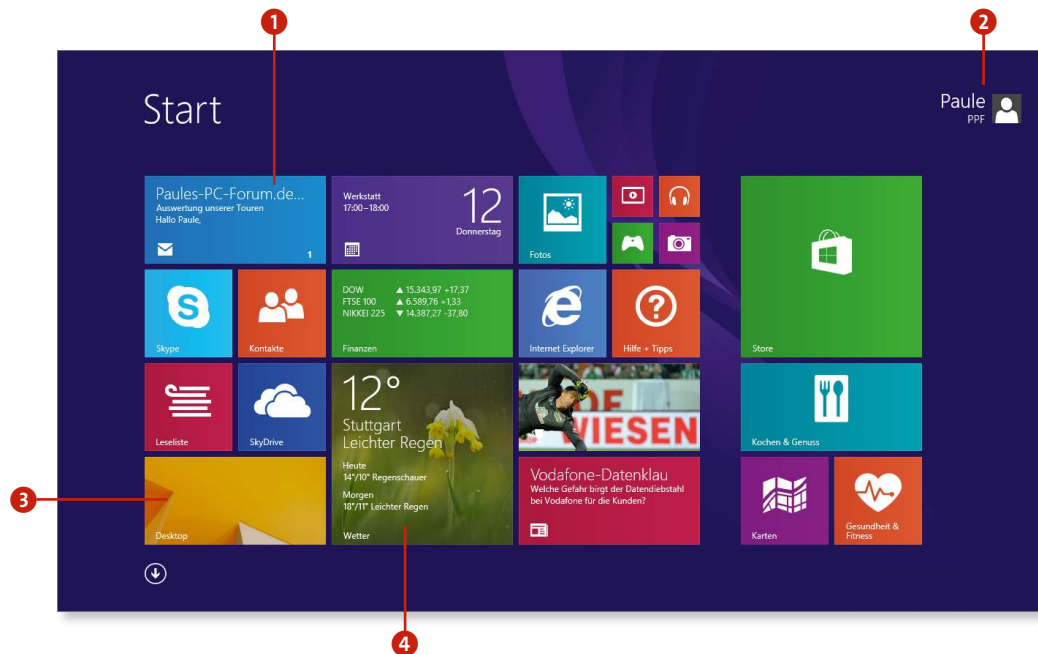 1
2
Start
Paule
PPF
Paules-PC-Forum.de...
Auswertung unserer Touren
Hallo Paule,
1
Werkstatt
17:00–18:00
12
Donnerstag
Fotos
Skype
Kontakte
DOW ▲ 15.343,97 +17,37
FTSE 100 ▲ 6.589,76 +1,33
NIKKEI 225 ▼ 14.387,27 -37,80
Finanzen
Internet Explorer
Hilfe + Tipps
Store
Leseliste
SkyDrive
12°
Stuttgart
Leichter Regen
Heute
14°/10° Regenschauer
Morgen
18°/11° Leichter Regen
Wetter
WIESEN
Kochen & Genuss
3
Desktop
Vodafone-Datenklau
Welche Gefahr birgt der Datendiebstahl
bei Vodafone für die Kunden?
Karten
Gesundheit &
Fitness
4